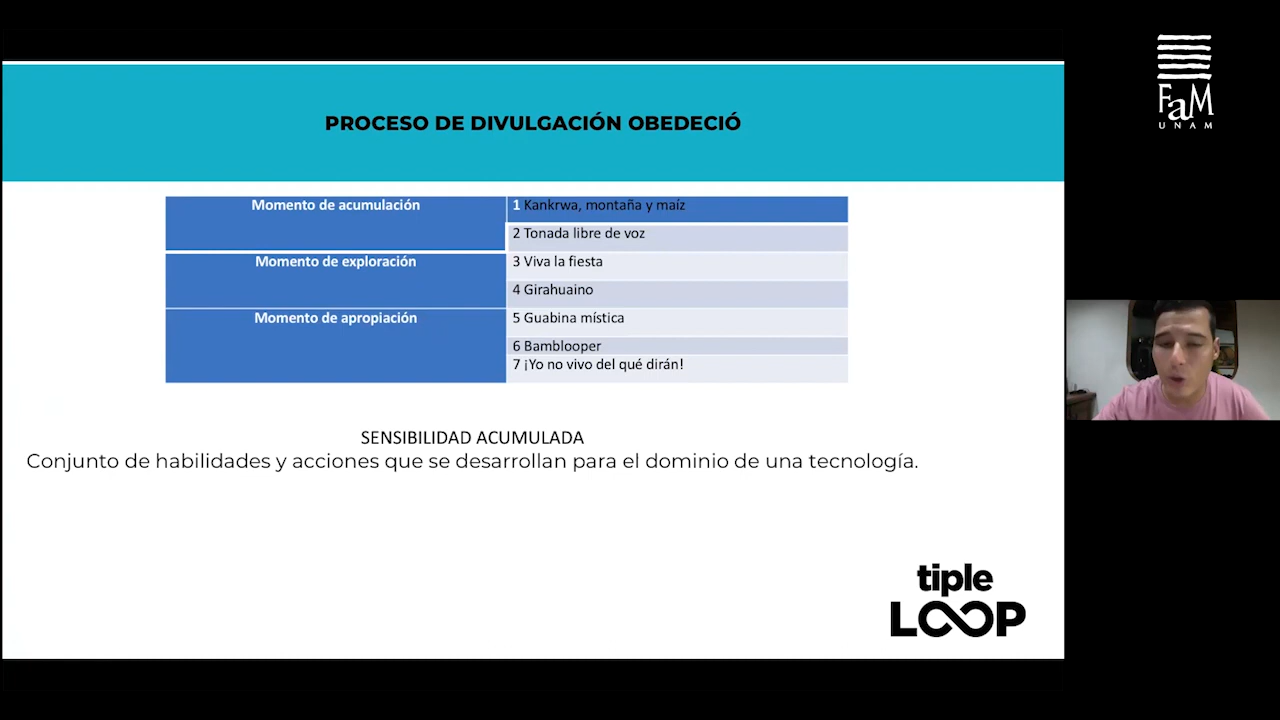 PROCESO DE DIVULGACIÓN OBEDECIÓ
Momento de acumulación
1 Kankrwa, montaña y maíz
2 Tonada libre de voz
Momento de exploración
3 Viva la fiesta
4 Girahuaino
Momento de apropiación
5 Guabina mística
6 Bamblooper
7 ¡Yo no vivo del qué dirán!
SENSIBILIDAD ACUMULADA
Conjunto de habilidades y acciones que se desarrollan para el dominio de una tecnología.
tiple
LOOP
FaM
UNAM